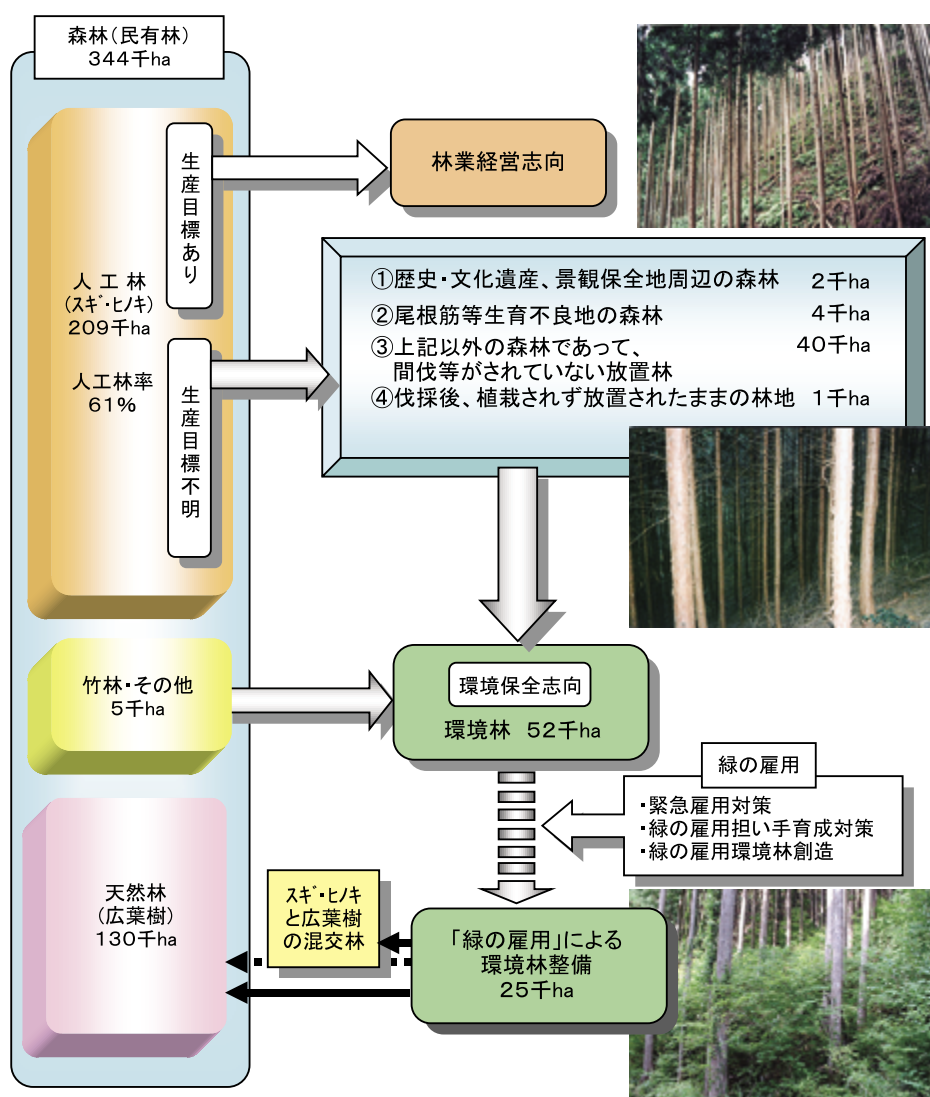 森林(民有林)
344千ha
生産目標あり
林業経営志向
人工林
(スギ・ヒノキ)
209千ha
人工林率
61%
生産目標不明
①歴史・文化遺産、景観保全地周辺の森林 2千ha
②尾根筋等生育不良地の森林 4千ha
③上記以外の森林であって、 40千ha
間伐等がされていない放置林
④伐採後、植栽されず放置されたままの林地 1千ha
竹林・その他
5千ha
環境保全志向
環境林 52千ha
緑の雇用
・緊急雇用対策
・緑の雇用担い手育成対策
・緑の雇用環境林創造
天然林
(広葉樹)
130千ha
スギ・ヒノキ
と広葉樹
の混交林
「緑の雇用」による
環境林整備
25千ha